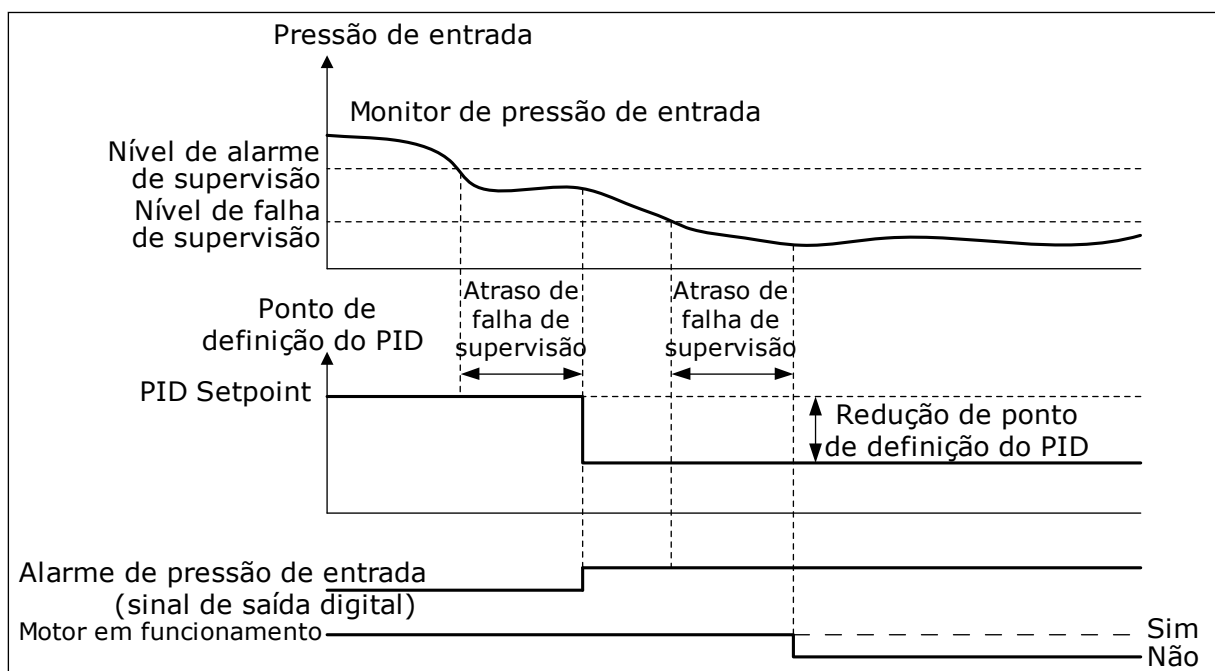 Pressão de entrada
Monitor de pressão de entrada
Nível de alarme
de supervisão
Nível de falha
de supervisão
Ponto de
definição do PID
Atraso de
falha de
supervisão
Atraso de
falha de
supervisão
PID Setpoint
Redução de ponto
de definição do PID
Alarme de pressão de entrada
(sinal de saída digital)
Motor em funcionamento
Sim
Não